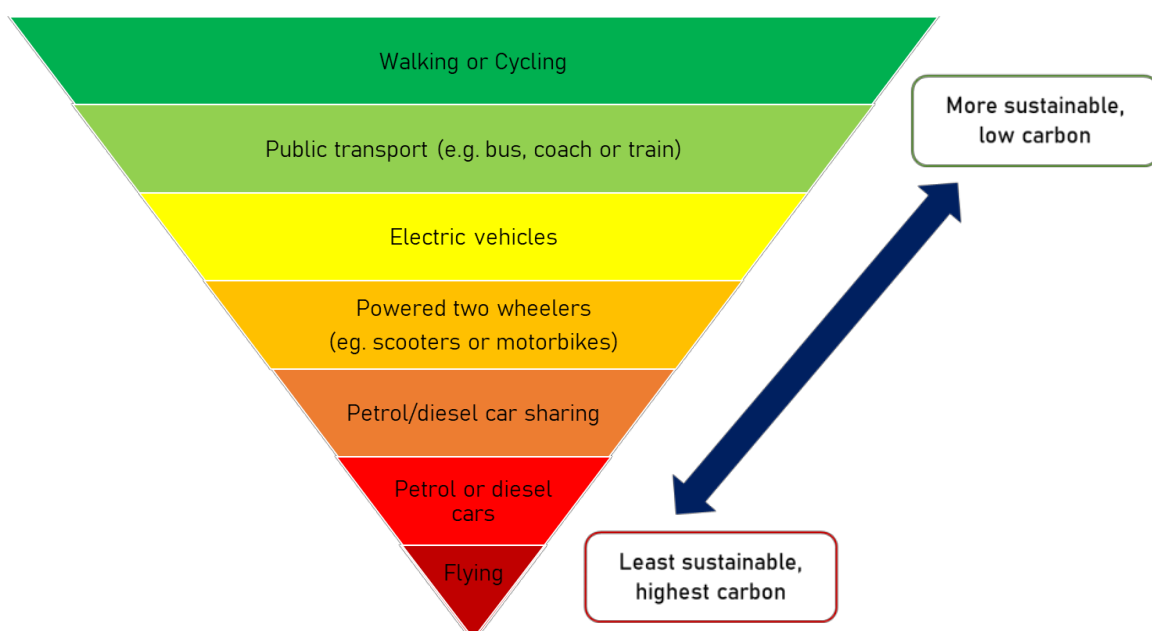 Walking or Cycling
More sustainable,
low carbon
Public transport (e.g. bus, coach or train)
Electric vehicles
Powered two wheelers
(eg. scooters or motorbikes)
Petrol/diesel car sharing
Petrol or diesel
cars
Flying
Least sustainable,
highest carbon